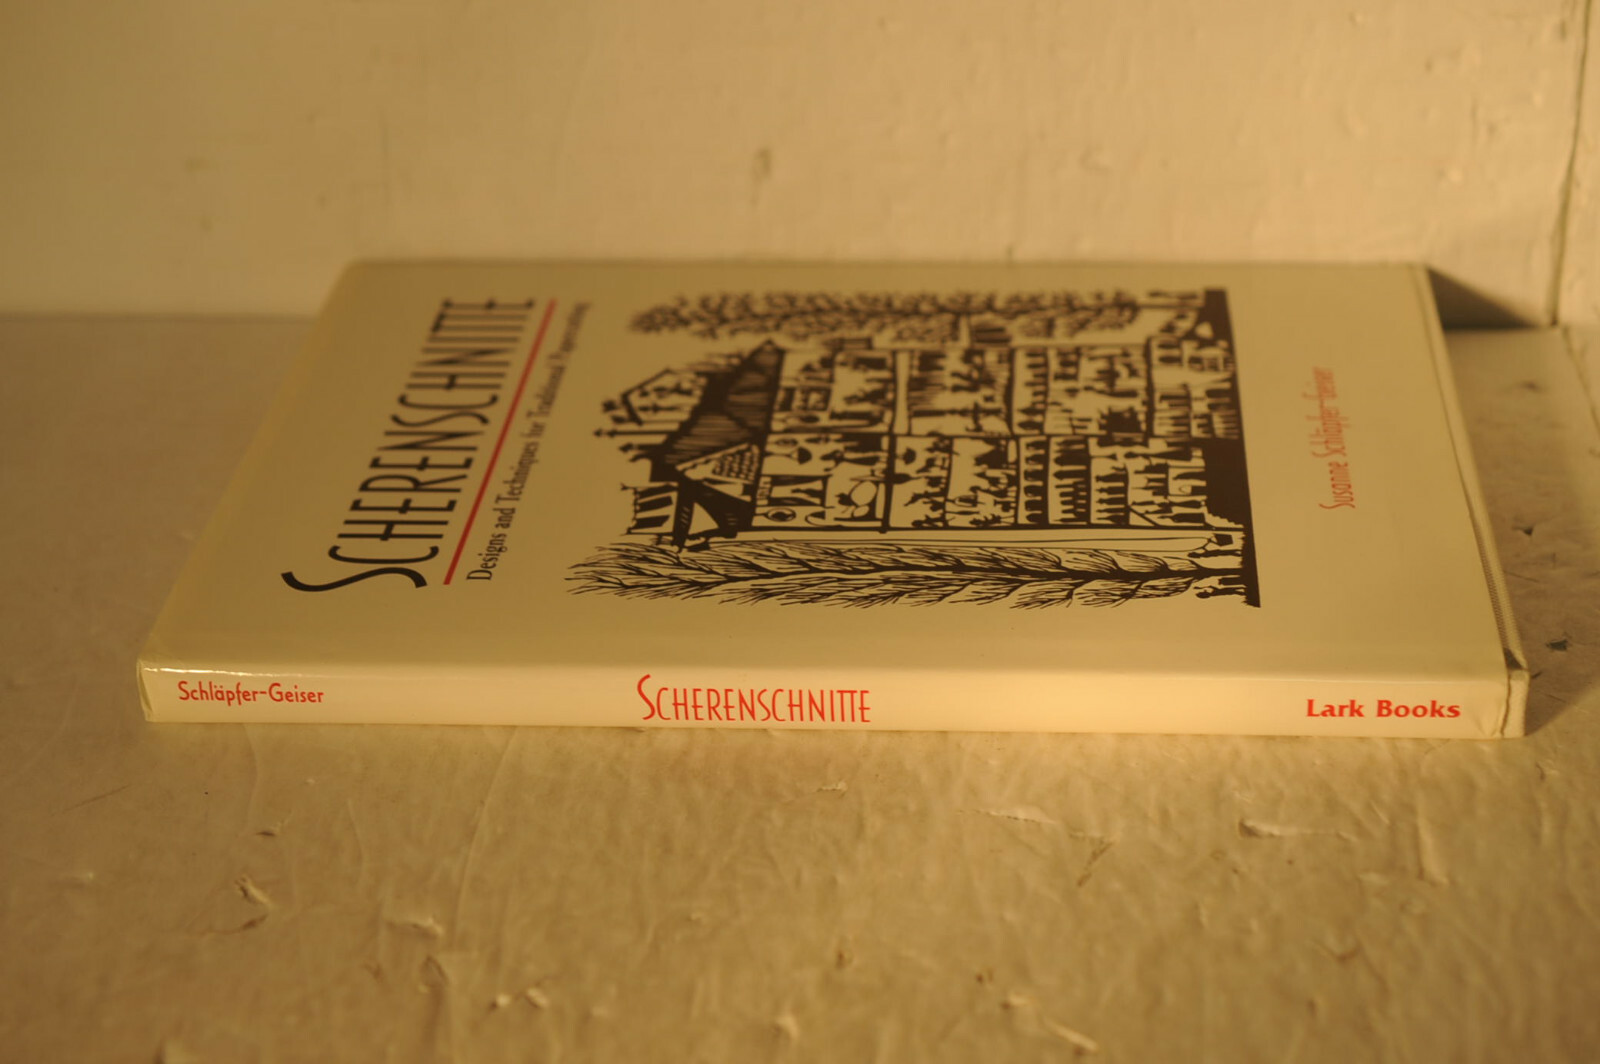 SCHERENSCHNITTE
Designs and Techniques for Traditional Papercutting
Susanne Schläpfer-Geiser
Schläpfer-Geiser
SCHERENSCHNITTE
Lark Books